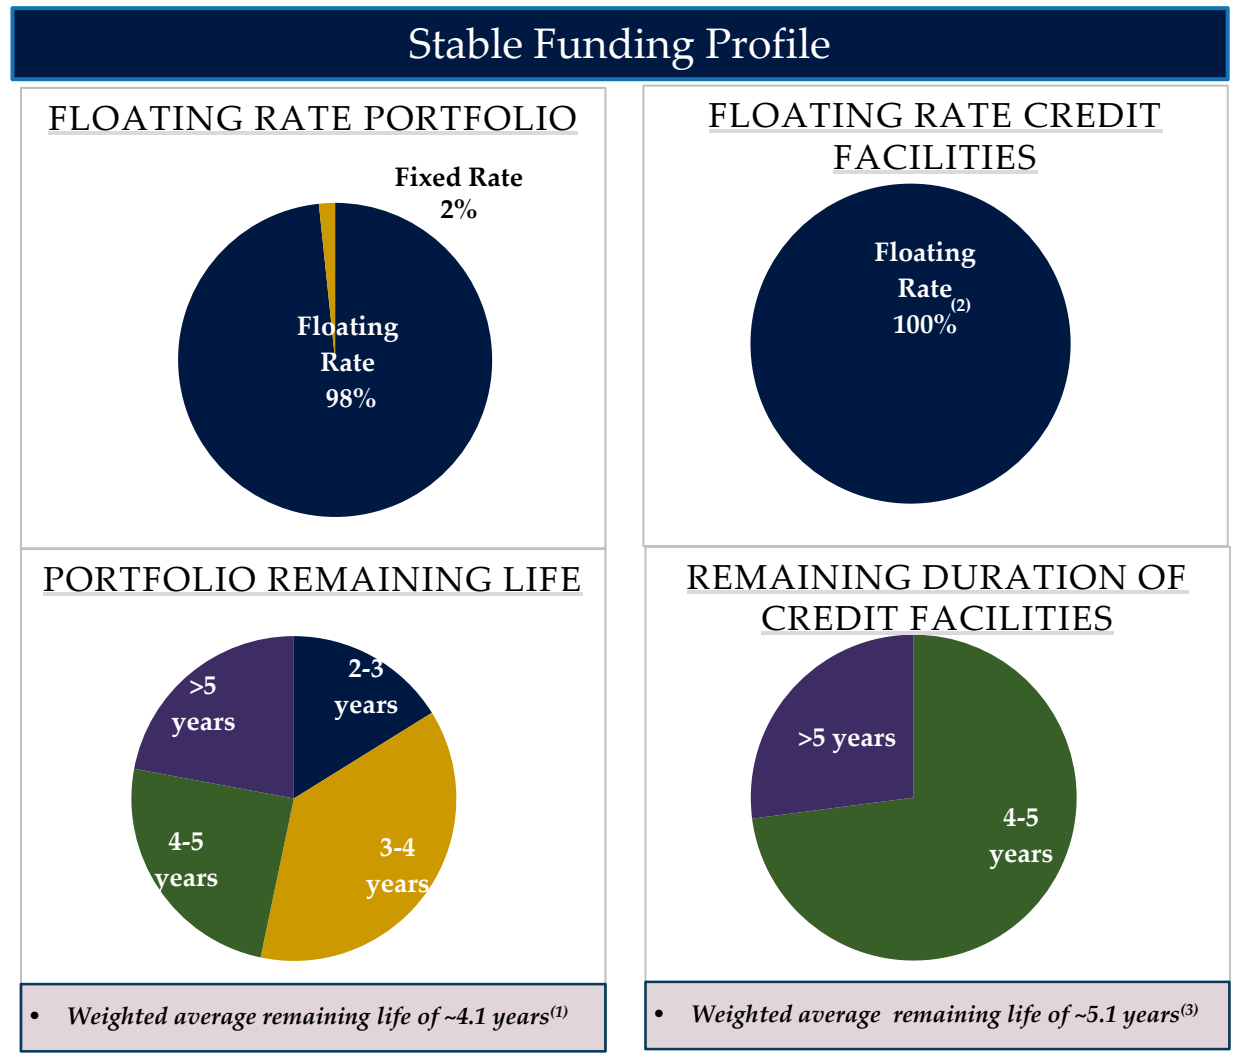 Stable Funding Profile
FLOATING RATE PORTFOLIO
Fixed Rate
2%
Floating
Rate
98%
FLOATING RATE CREDIT
FACILITIES
Floating
Rate
100%(2)
PORTFOLIO REMAINING LIFE
>5
years
2-3
years
4-5
years
3-4
years
• Weighted average remaining life of ~4.1 years(1)
REMAINING DURATION OF
CREDIT FACILITIES
>5 years
4-5
years
• Weighted average remaining life of ~5.1 years(3)